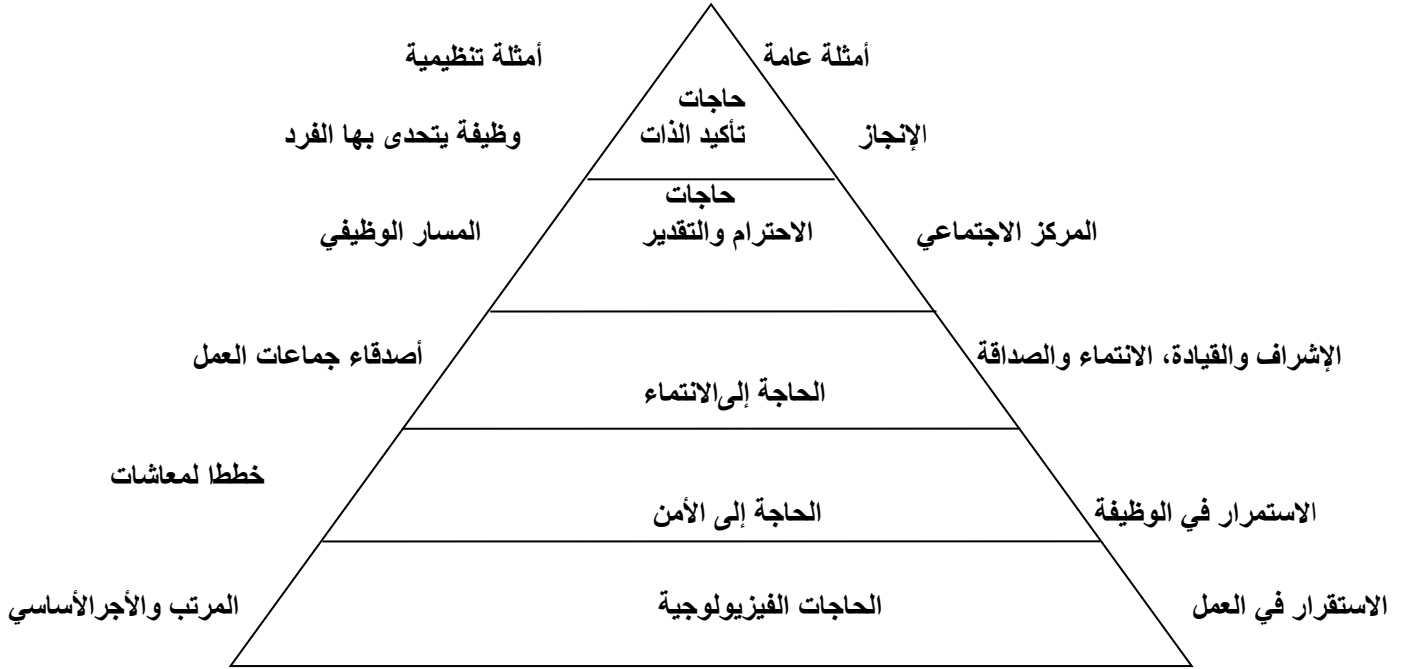 أمثلة عامة
أمثلة تنظيمية
حاجات
الإنجاز
تأكيد الذات
وظيفة يتحدى بها الفرد
حاجات
المركز الاجتماعي
الاحترام والتقدير
المسار الوظيفي
الإشراف والقيادة، الانتماء والصداقة
أصدقاء جماعات العمل
الحاجة إلى الانتماء
خططا لمعاشات
الاستمرار في الوظيفة
الحاجة إلى الأمن
الاستقرار في العمل
الحاجات الفيزيولوجية
المرتب والأجرالأساسي